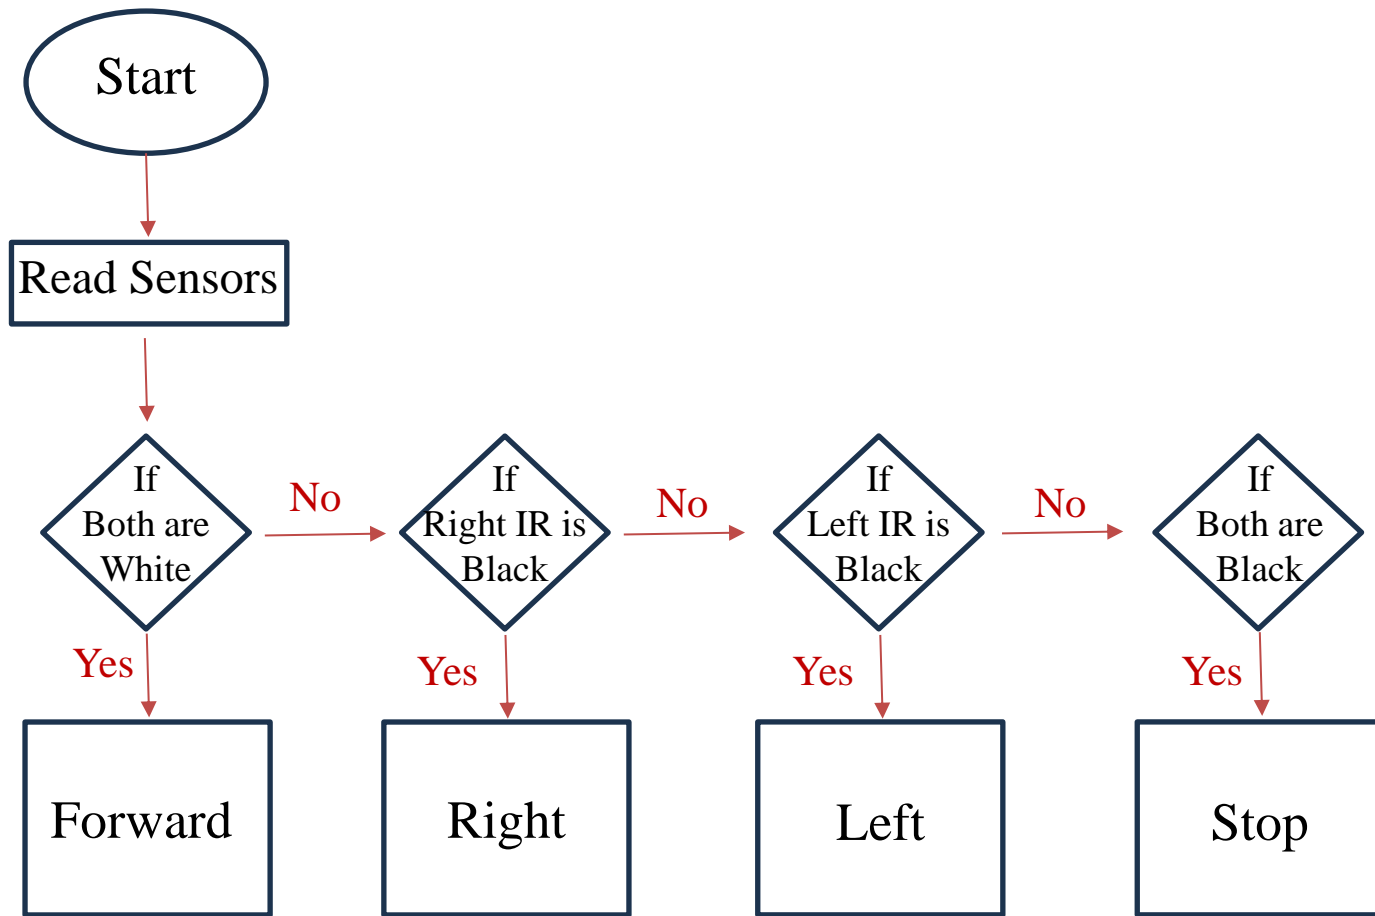 Start
Read Sensors
If
Both are
White
No
If
Right IR is
Black
No
If
Left IR is
Black
No
If
Both are
Black
Yes
Yes
Yes
Yes
Forward
Right
Left
Stop